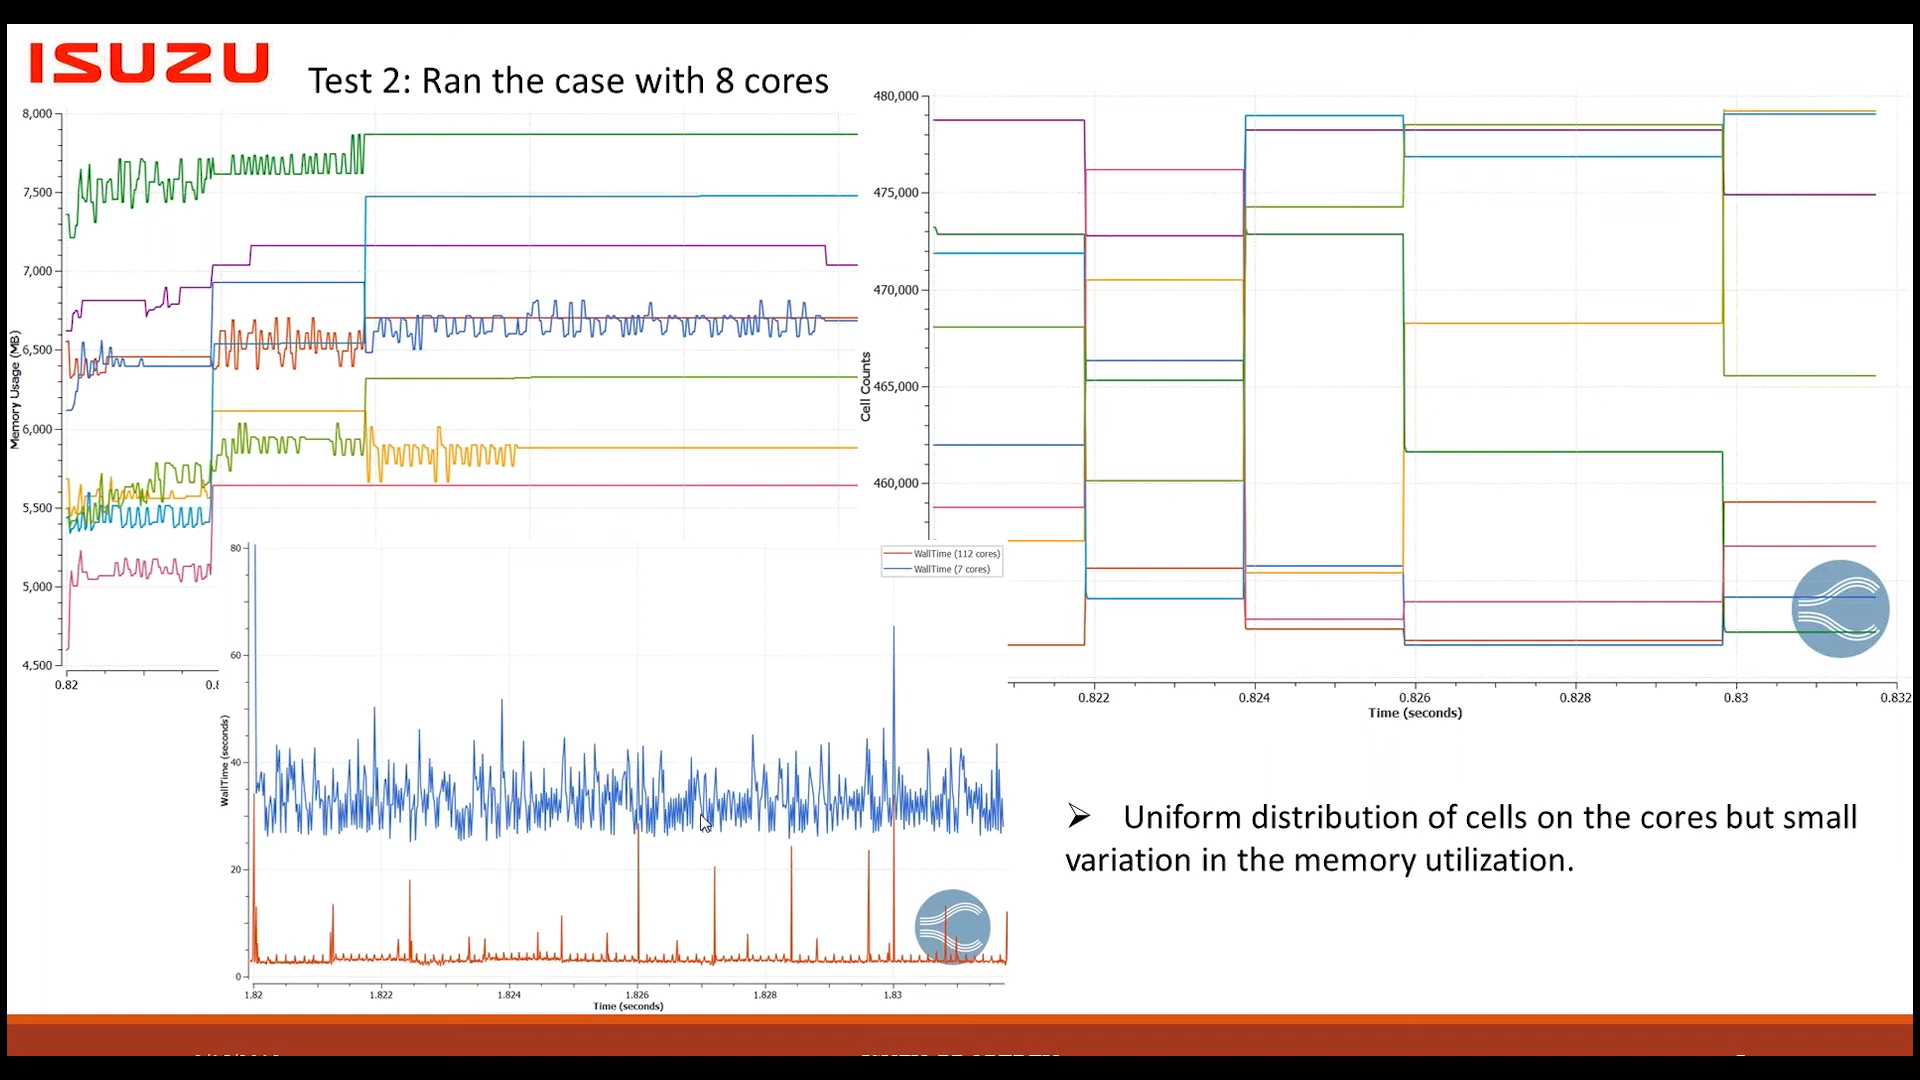 ISUZU
Test 2: Ran the case with 8 cores
8,000
7,500
7,000
6,500
6,000
5,500
5,000
4,500
Memory Usage (MB)
0.82
0.8
480,000
475,000
470,000
465,000
460,000
Cell Counts
0.822
0.824
0.826
0.828
0.83
0.832
Time (seconds)
WallTime (112 cores)
WallTime (7 cores)
80
60
40
20
0
WallTime (seconds)
1.82
1.822
1.824
1.826
1.828
1.83
Time (seconds)
➢ Uniform distribution of cells on the cores but small
variation in the memory utilization.